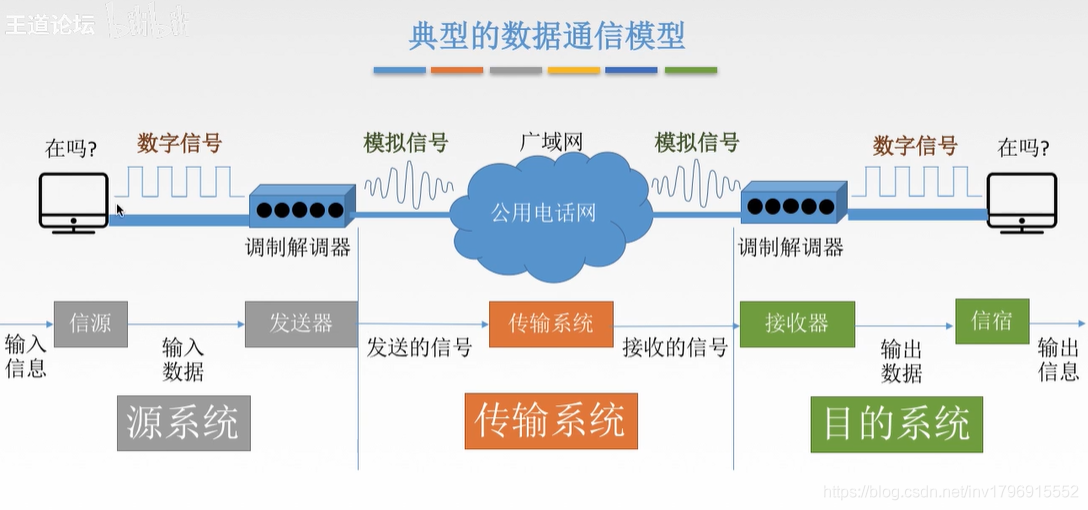 王道论坛
典型的数据通信模型
在吗?
数字信号
模拟信号
广域网
模拟信号
数字信号
在吗?
公用电话网
调制解调器
调制解调器
信源
发送器
传输系统
接收器
信宿
输入
信息
输入
数据
发送的信号
接收的信号
输出
数据
输出
信息
源系统
传输系统
目的系统
https://blog.csdn.net/inv1796915552